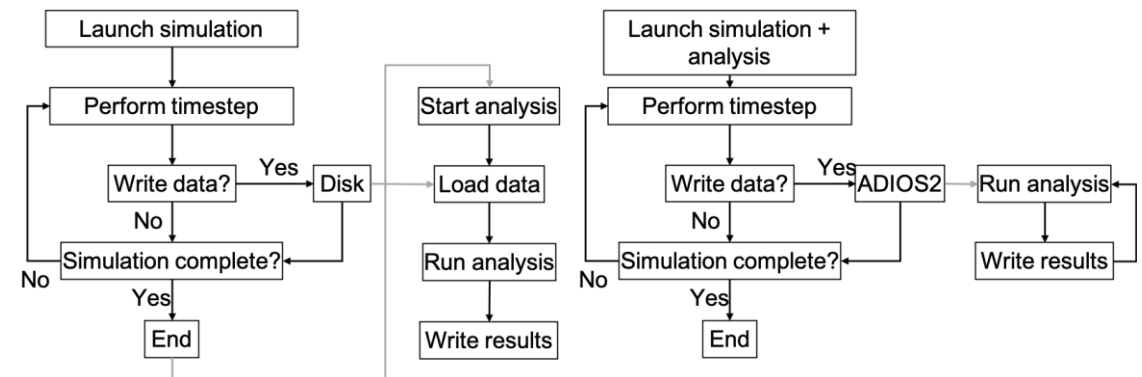 Launch simulation
Perform timestep
Write data?
Yes
Disk
No
Simulation complete?
No
Yes
End
Start analysis
Load data
Run analysis
Write results
Launch simulation +
analysis
Perform timestep
Write data?
Yes
ADIOS2
No
Simulation complete?
No
Yes
End
Run analysis
Write results